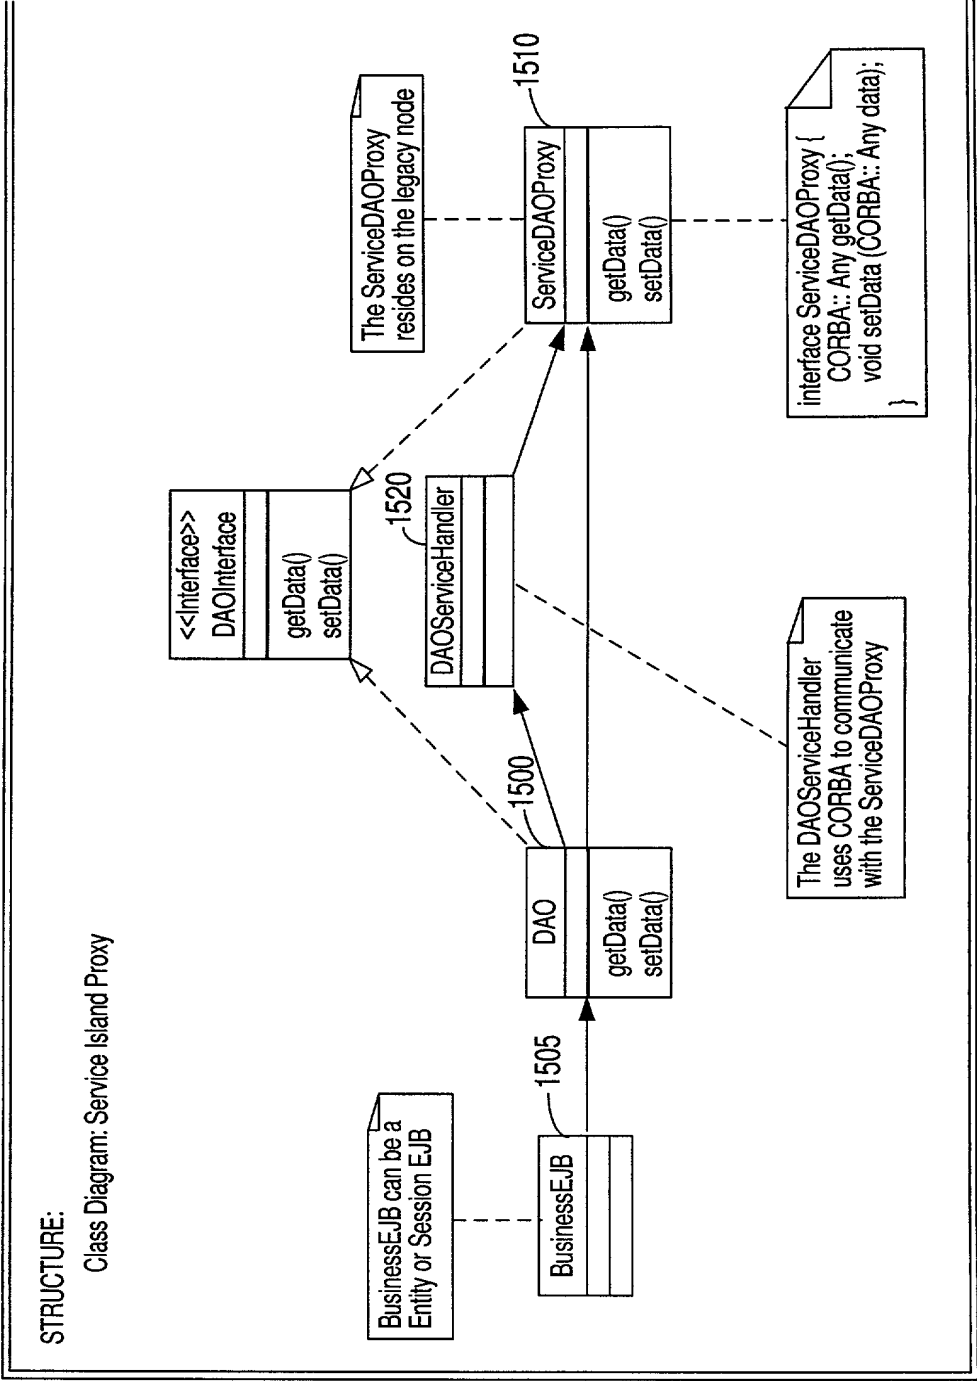 STRUCTURE:
Class Diagram: Service Island Proxy
<<Interface>>
DAOInterface
getData()
setData()
BusinessEJB can be a
Entity or Session EJB
The ServiceDAOProxy
resides on the legacy node
1520
DAOServiceHandler
1505
BusinessEJB
1500
DAO
getData()
setData()
1510
ServiceDAOProxy
getData()
setData()
The DAOServiceHandler
uses CORBA to communicate
with the ServiceDAOProxy
interface ServiceDAOProxy {
CORBA:: Any getData();
void setData (CORBA:: Any data);
}